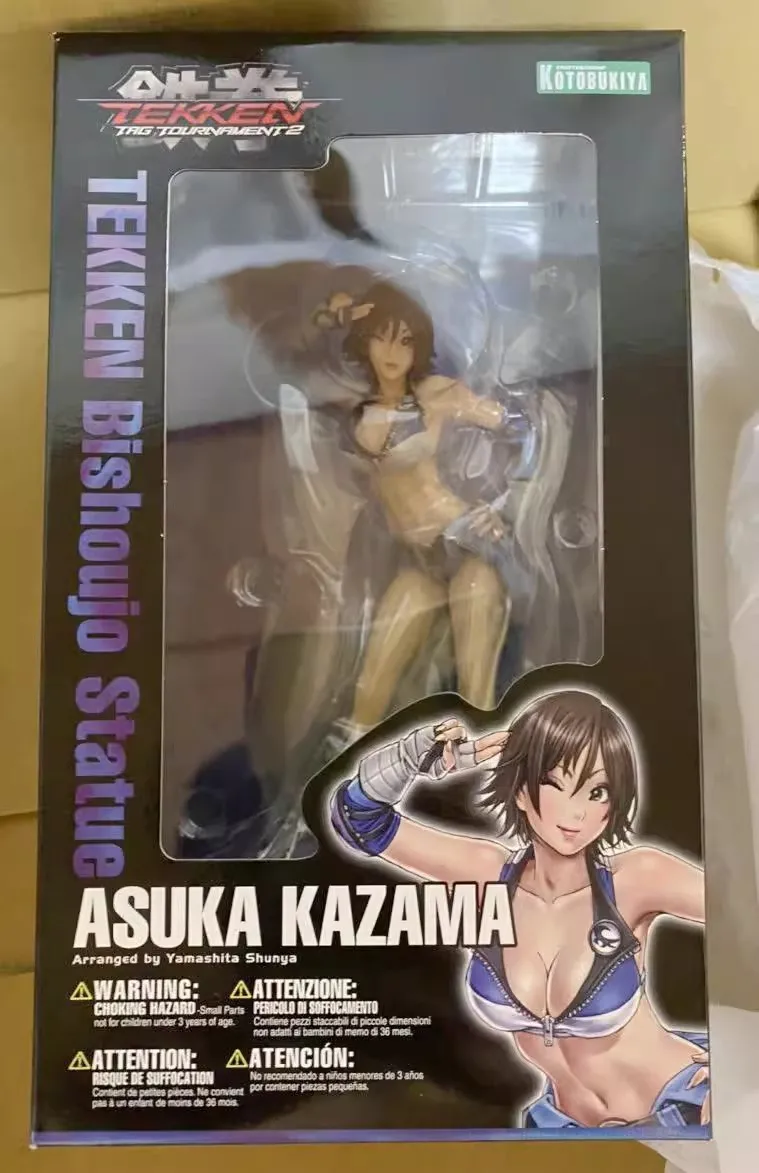 鉄拳
TEKKEN
TAG TOURNAMENT 2
KOTOBUKIYA
TEKKEN Bishoujo Statue
ASUKA KAZAMA
Arranged by Yamashita Shunya
WARNING:
CHOKING HAZARD -Small Parts
not for children under 3 years of age.
ATTENZIONE:
PERICOLO DI SOFFOCAMENTO
Contiene pezzi staccabili di piccole dimensioni
non adatti ai bambini di memo di 36 mesi.
ATTENTION:
RISQUE DE SUFFOCATION
Contient de petites pièces. Ne convient
pas à un enfant de moins de 36 mois.
ATENCIÓN:
No recomendado a niños menores de 3 años
por contener piezas pequeñas.